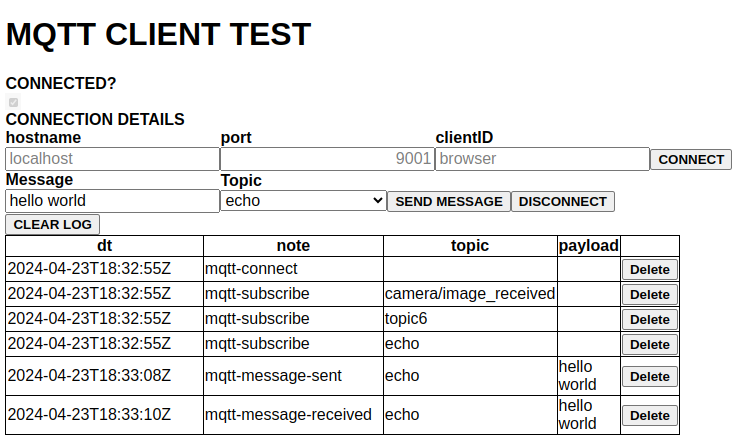 MQTT CLIENT TEST
CONNECTED?
CONNECTION DETAILS
hostname port clientID
localhost 9001 browser CONNECT
Message Topic
hello world echo SEND MESSAGE DISCONNECT
CLEAR LOG
dt note topic payload
2024-04-23T18:32:55Z mqtt-connect Delete
2024-04-23T18:32:55Z mqtt-subscribe camera/image_received Delete
2024-04-23T18:32:55Z mqtt-subscribe topic6 Delete
2024-04-23T18:32:55Z mqtt-subscribe echo Delete
2024-04-23T18:33:08Z mqtt-message-sent echo hello world Delete
2024-04-23T18:33:10Z mqtt-message-received echo hello world Delete